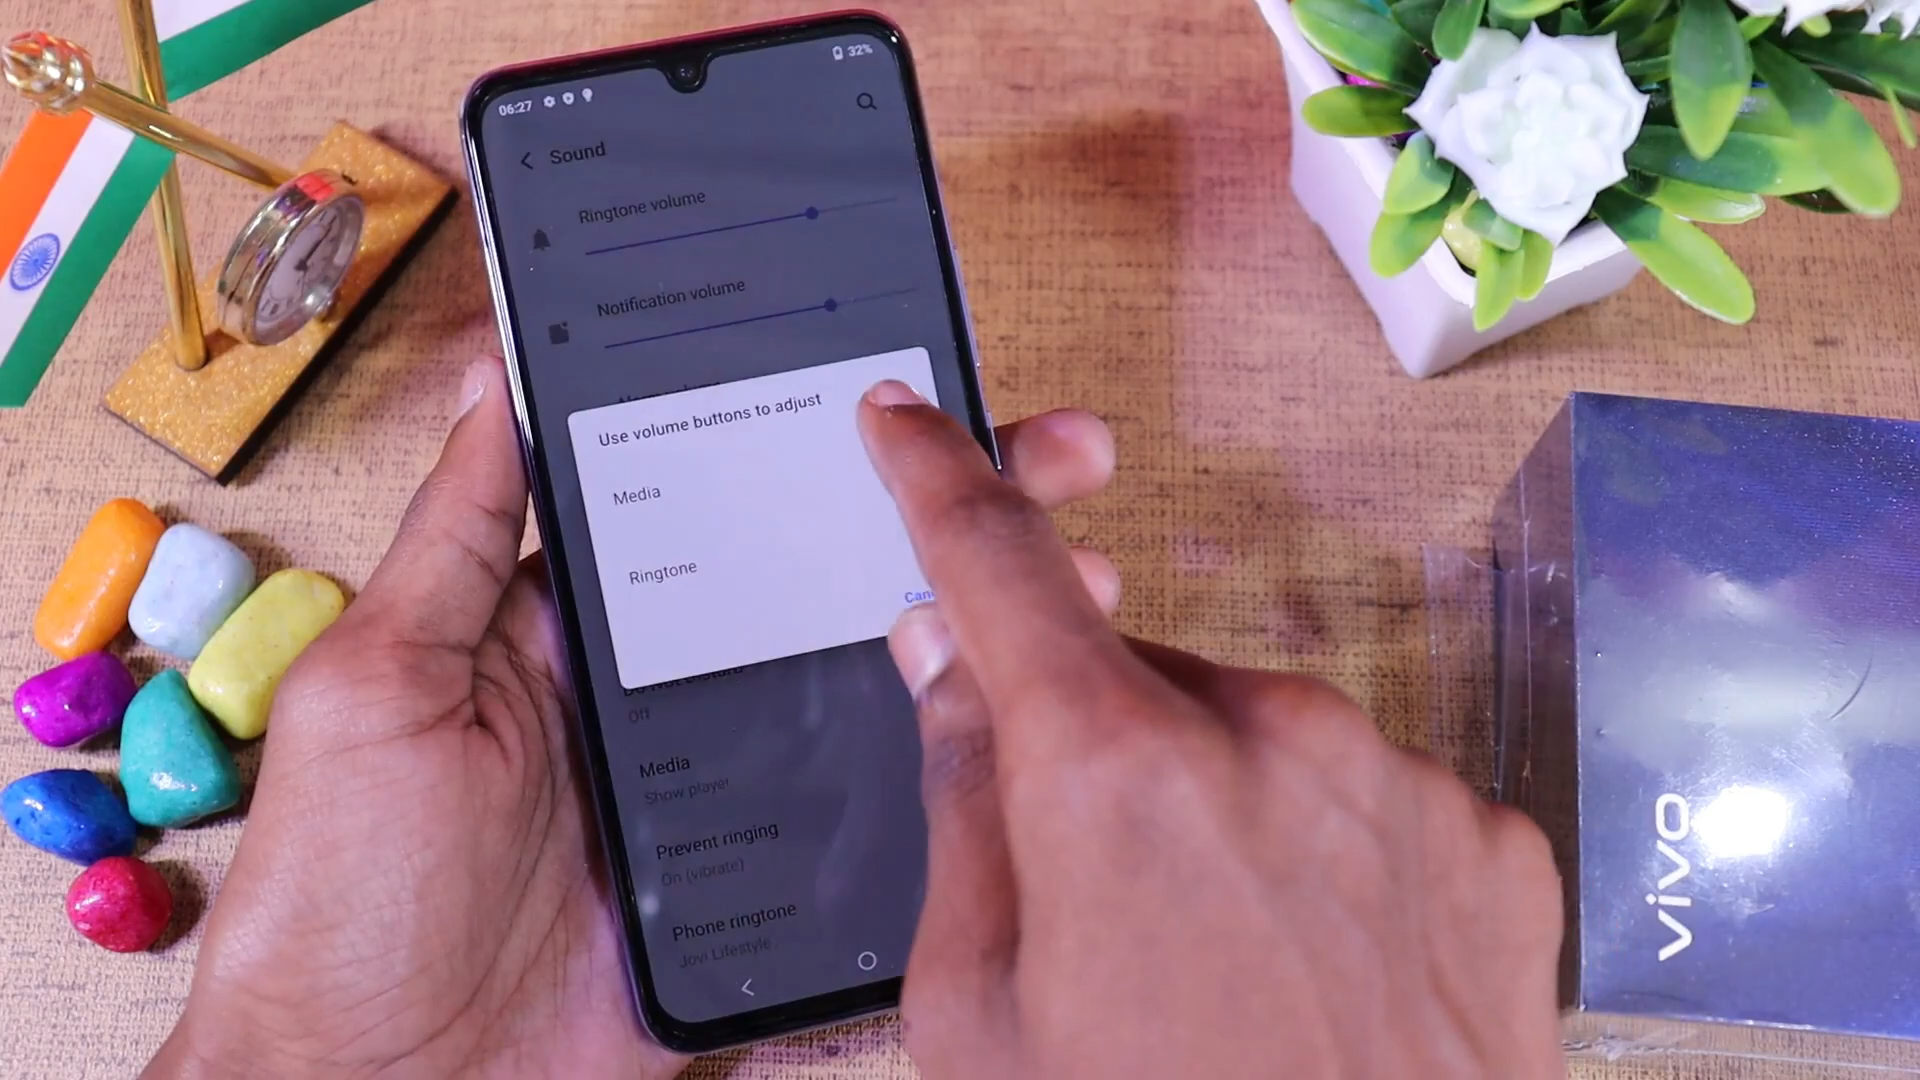 06:27
32%
Sound
Ringtone volume
Notification volume
Use volume buttons to adjust
Media
Ringtone
Off
Media
Show player
Prevent ringing
On (vibrate)
Phone ringtone
Jovi Lifestyle
vivo